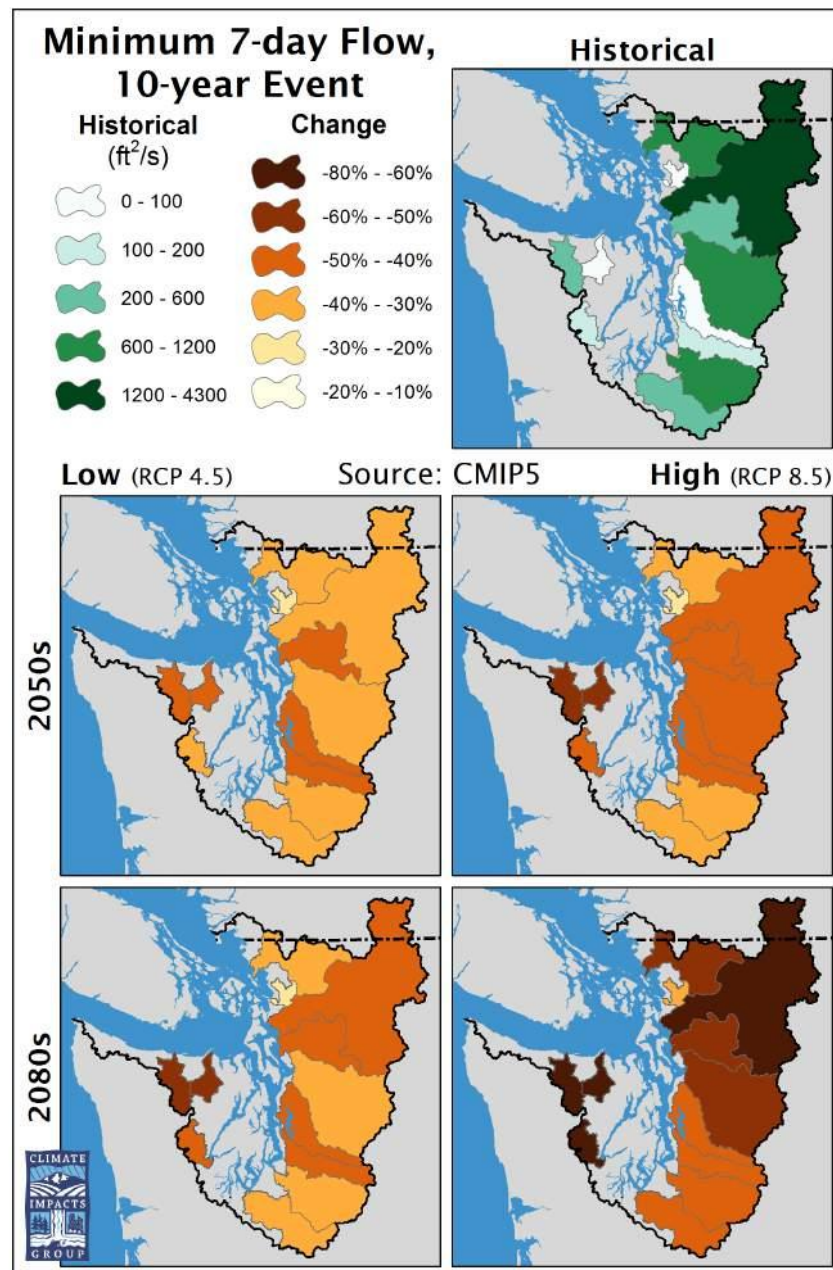 Minimum 7-day Flow,
10-year Event
Historical
(ft²/s)
0 - 100
100 - 200
200 - 600
600 - 1200
1200 - 4300
Change
-80% - -60%
-60% - -50%
-50% - -40%
-40% - -30%
-30% - -20%
-20% - -10%
Historical
Low (RCP 4.5)
Source: CMIP5
High (RCP 8.5)
2050s
2080s
CLIMATE
IMPACTS
GROUP